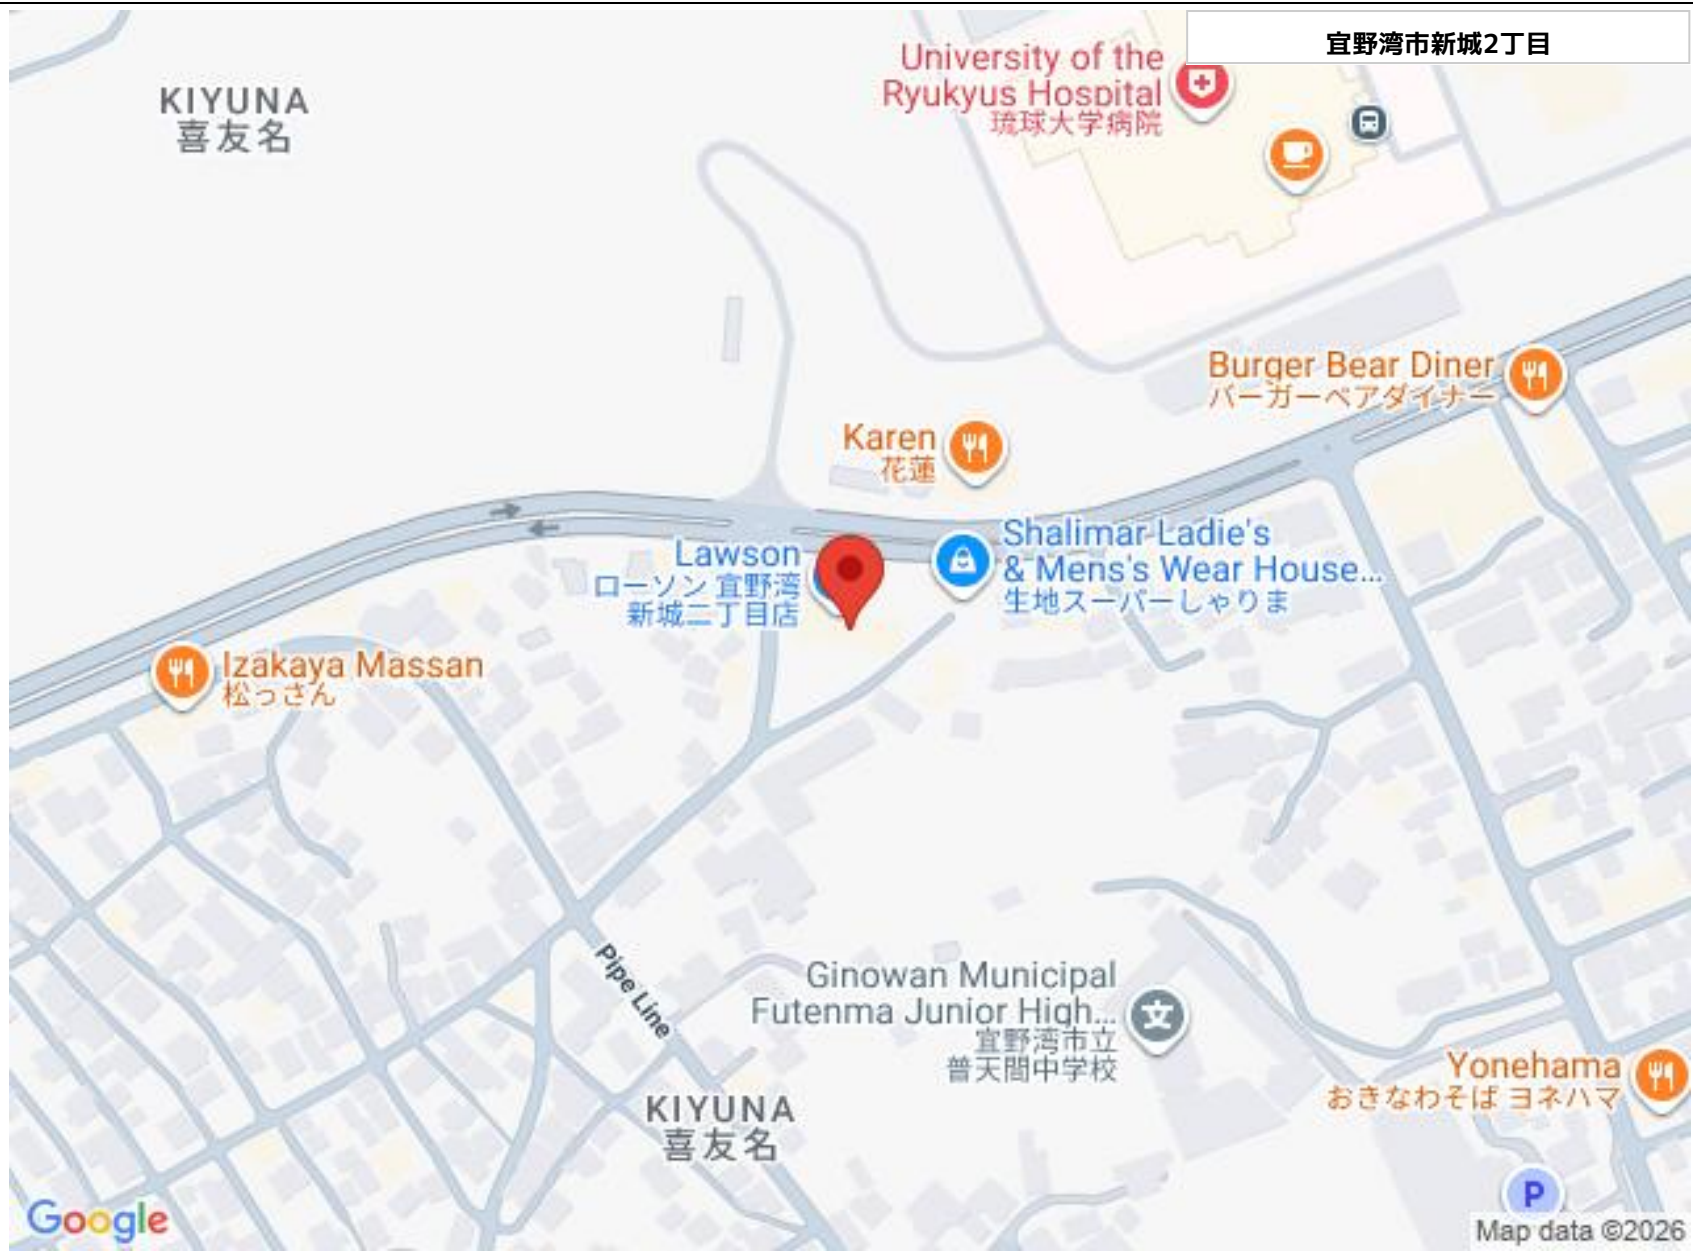 宜野湾市新城2丁目
University of the
Ryukyus Hospital
琉球大学病院
KIYUNA
喜友名
Burger Bear Diner
バーガーベアダイナー
Karen
花蓮
Shalimar Ladie's
& Mens's Wear House...
生地スーパーしゃりま
Lawson
ローソン 宜野湾
新城二丁目店
Izakaya Massan
松っさん
Pipe Line
Ginowan Municipal
Futenma Junior High...
宜野湾市立
普天間中学校
文
Yonehama
おきなわそば ヨネハマ
KIYUNA
喜友名
P
Google
Map data ©2026